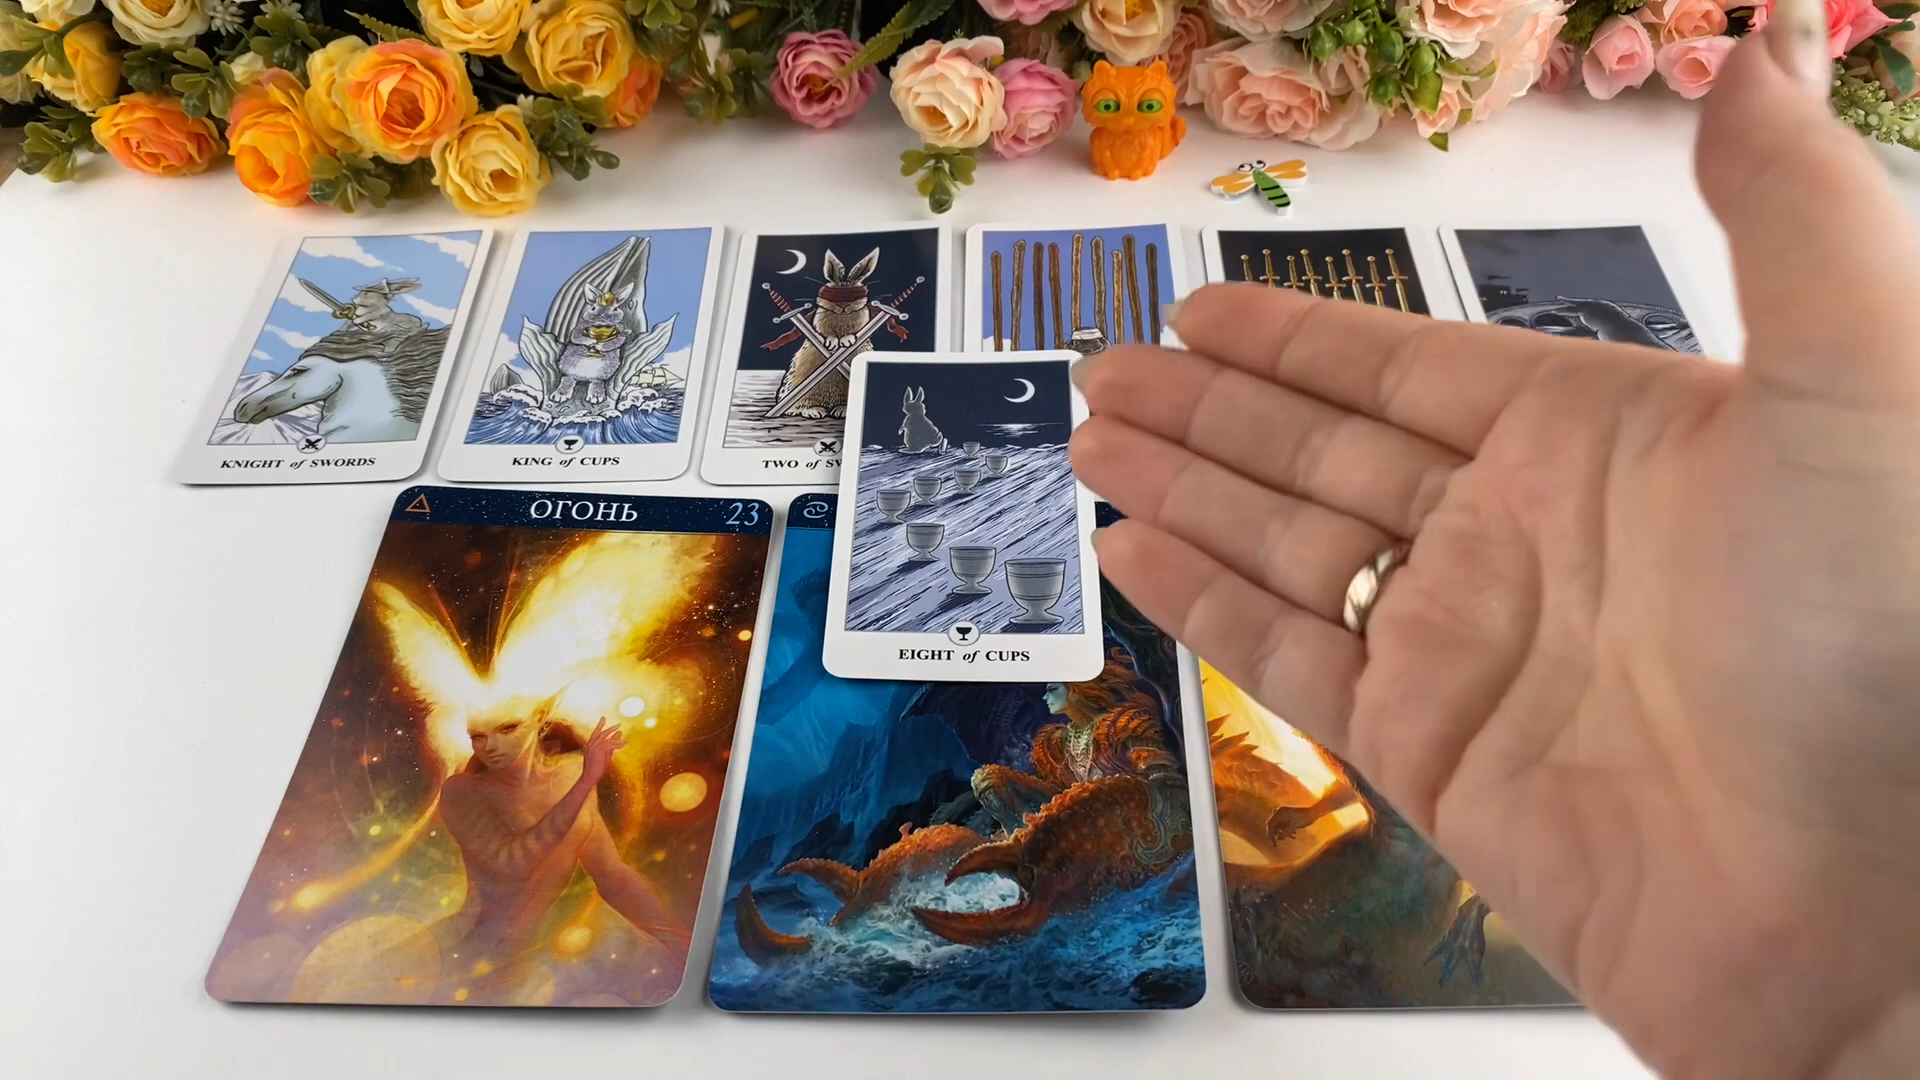 KNIGHT of SWORDS
KING of CUPS
TWO of
EIGHT of CUPS
ОГОНЬ 23